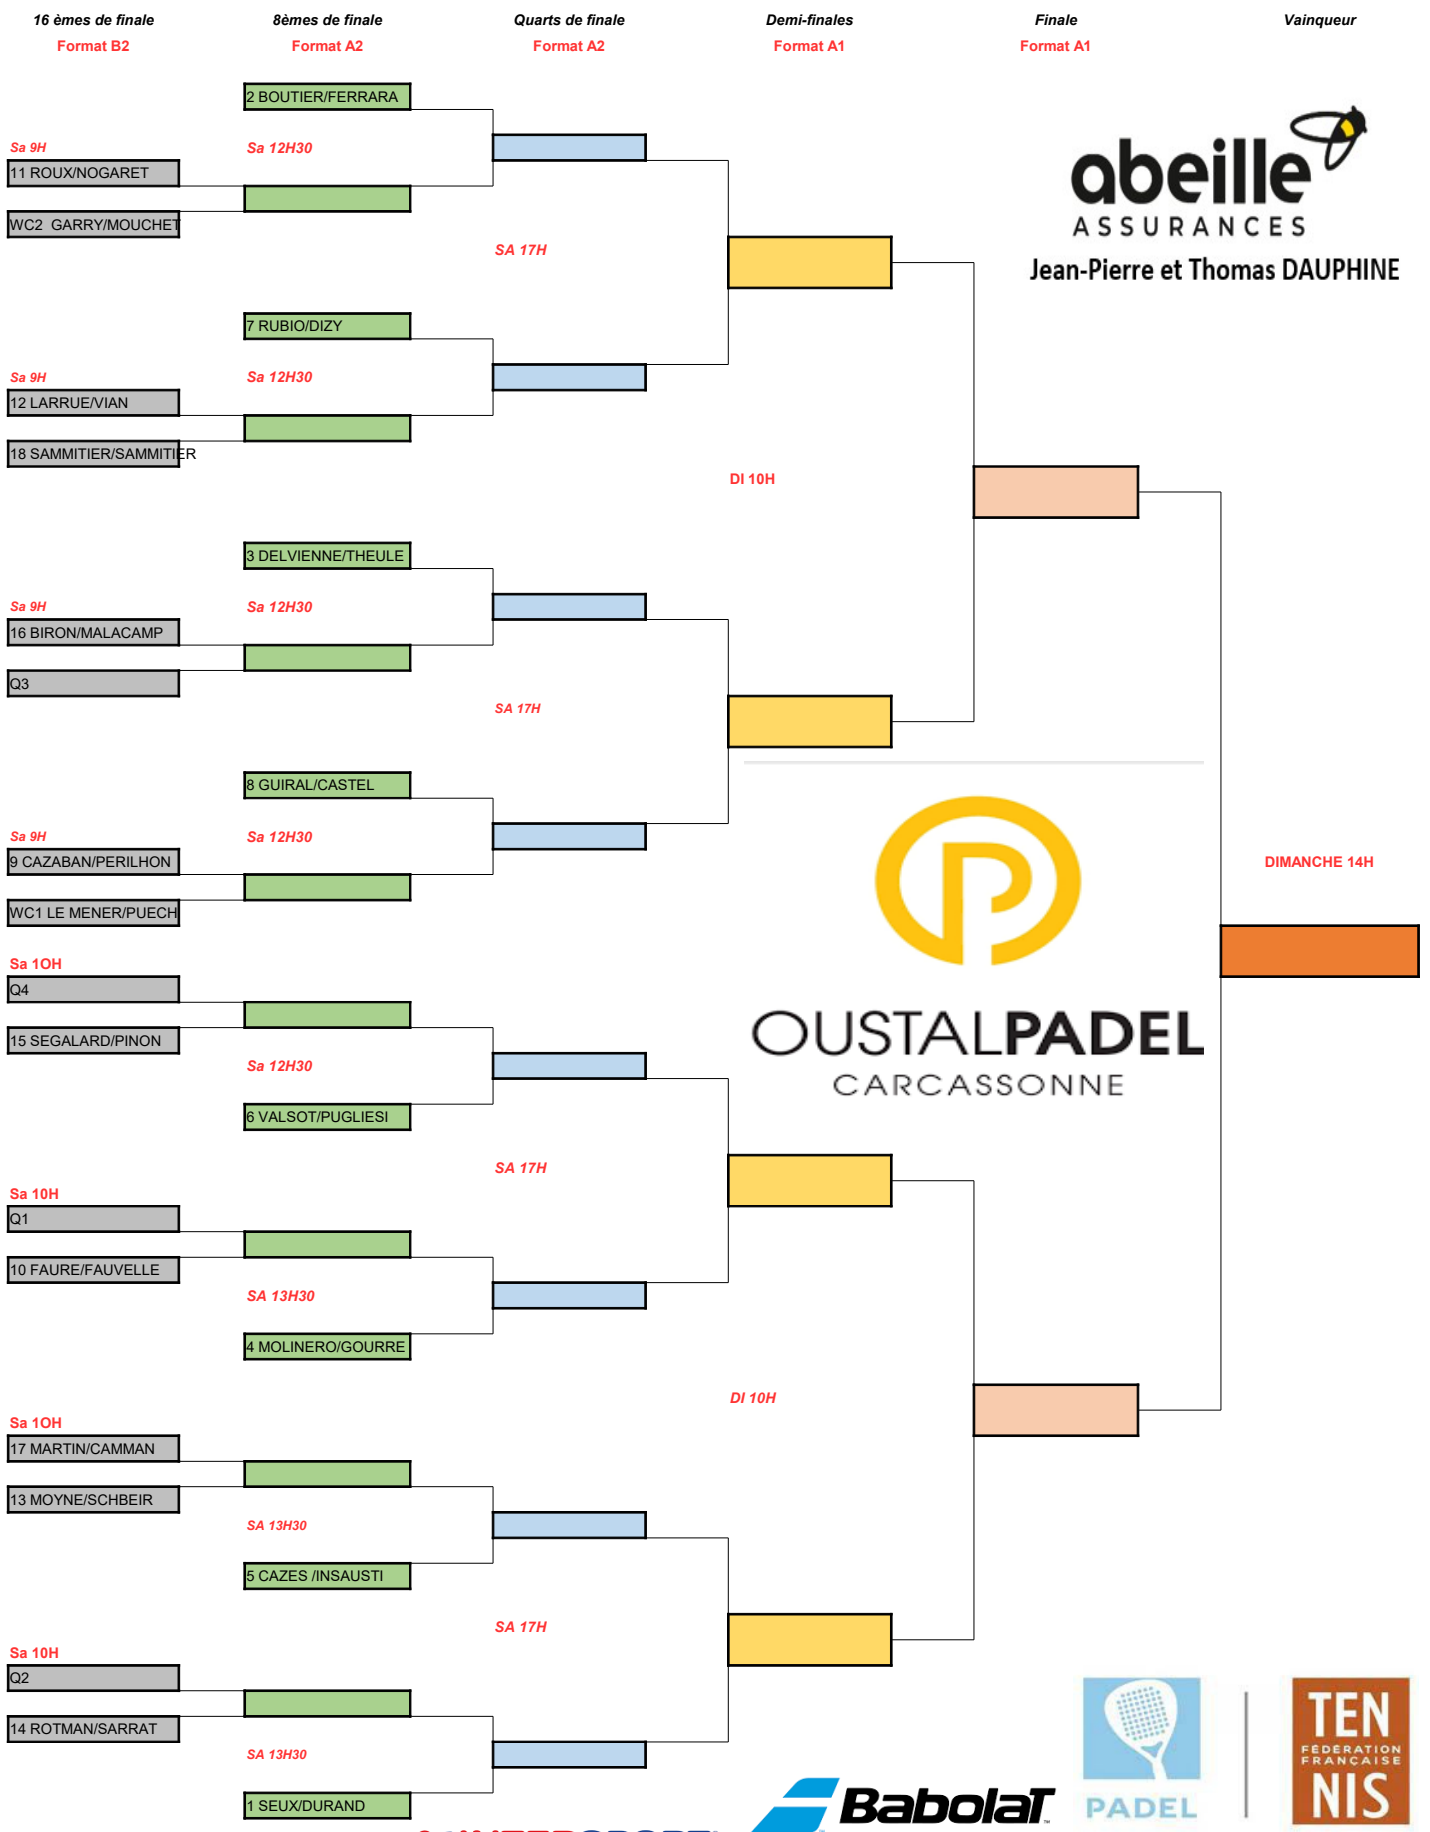 16 èmes de finale
8èmes de finale
Quarts de finale
Demi-finales
Finale
Vainqueur
Format B2
Format A2
Format A2
Format A1
Format A1
2 BOUTIER/FERRARA
Sa 9H
Sa 12H30
11 ROUX/NOGARET
WC2  GARRY/MOUCHET
abeille
ASSURANCES
Jean-Pierre et Thomas DAUPHINE
SA 17H
7 RUBIO/DIZY
Sa 9H
Sa 12H30
12 LARRUE/VIAN
18 SAMMITIER/SAMMITIER
DI 10H
3 DELVIENNE/THEULE
Sa 9H
Sa 12H30
16 BIRON/MALACAMP
Q3
SA 17H
8 GUIRAL/CASTEL
Sa 9H
Sa 12H30
9 CAZABAN/PERILHON
WC1 LE MENER/PUECH
DIMANCHE 14H
Sa 1OH
Q4
15 SEGALARD/PINON
OUSTALPADEL
CARCASSONNE
Sa 12H30
6 VALSOT/PUGLIESI
SA 17H
Sa 10H
Q1
10 FAURE/FAUVELLE
SA 13H30
4 MOLINERO/GOURRE
DI 10H
Sa 1OH
17 MARTIN/CAMMAN
13 MOYNE/SCHBEIR
SA 13H30
5 CAZES /INSAUSTI
SA 17H
Sa 10H
Q2
14 ROTMAN/SARRAT
SA 13H30
1 SEUX/DURAND
BabolaT
PADEL
TEN
FÉDÉRATION
FRANÇAISE
NIS